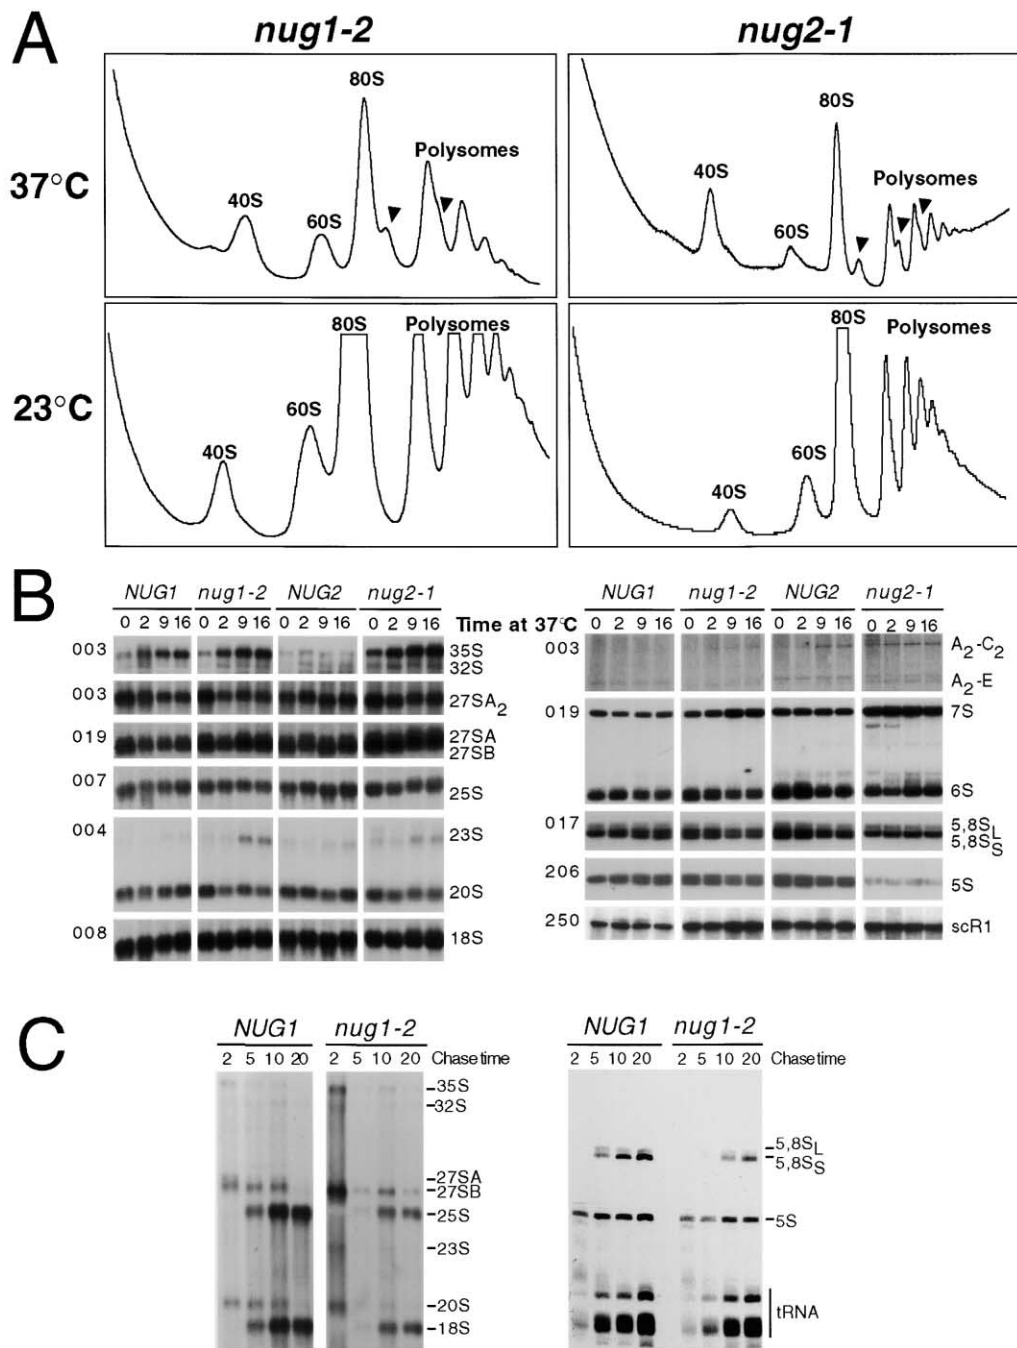 A
nug1-2 nug2-1
37°C
40S 60S 80S Polysomes
40S 60S 80S Polysomes
23°C
40S 60S 80S Polysomes
40S 60S 80S Polysomes
B
NUG1 nug1-2 NUG2 nug2-1
0 2 9 16 0 2 9 16 0 2 9 16 0 2 9 16 Time at 37°C
003 35S
32S
003 27SA2
019 27SA
27SB
007 25S
004 23S
20S
008 18S
NUG1 nug1-2 NUG2 nug2-1
0 2 9 16 0 2 9 16 0 2 9 16 0 2 9 16
003 A2-C2
A2-E
019 7S
6S
017 5,8SL
5,8SS
206 5S
250 scR1
C
NUG1 nug1-2
2 5 10 20 2 5 10 20 Chase time
-35S
-32S
-27SA
-27SB
-25S
-23S
-20S
-18S
NUG1 nug1-2
2 5 10 20 2 5 10 20 Chase time
5,8SL
5,8SS
-5S
tRNA